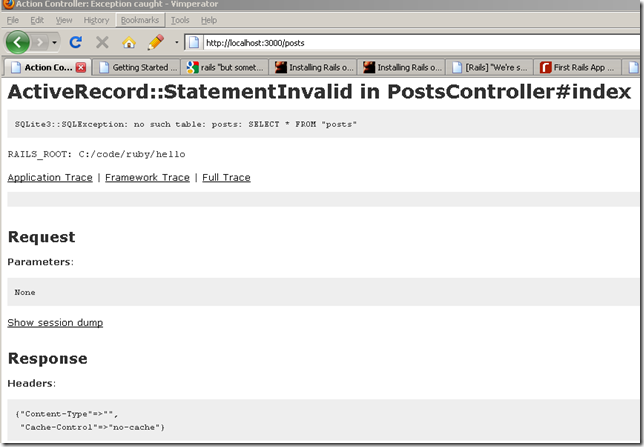 Action Controller: Exception caught - Vimperator
File Edit View History Bookmarks Tools Help
http://localhost:3000/posts
Action Co... Getting Started ... rails "but somet... Installing Rails o... Installing Rails o... [Rails] "We're s... First Rails App
ActiveRecord::StatementInvalid in PostsController#index
SQLite3::SQLException: no such table: posts: SELECT * FROM "posts"
RAILS_ROOT: C:/code/ruby/hello
Application Trace | Framework Trace | Full Trace
Request
Parameters:
None
Show session dump
Response
Headers:
{"Content-Type"=>"",
"Cache-Control"=>"no-cache"}